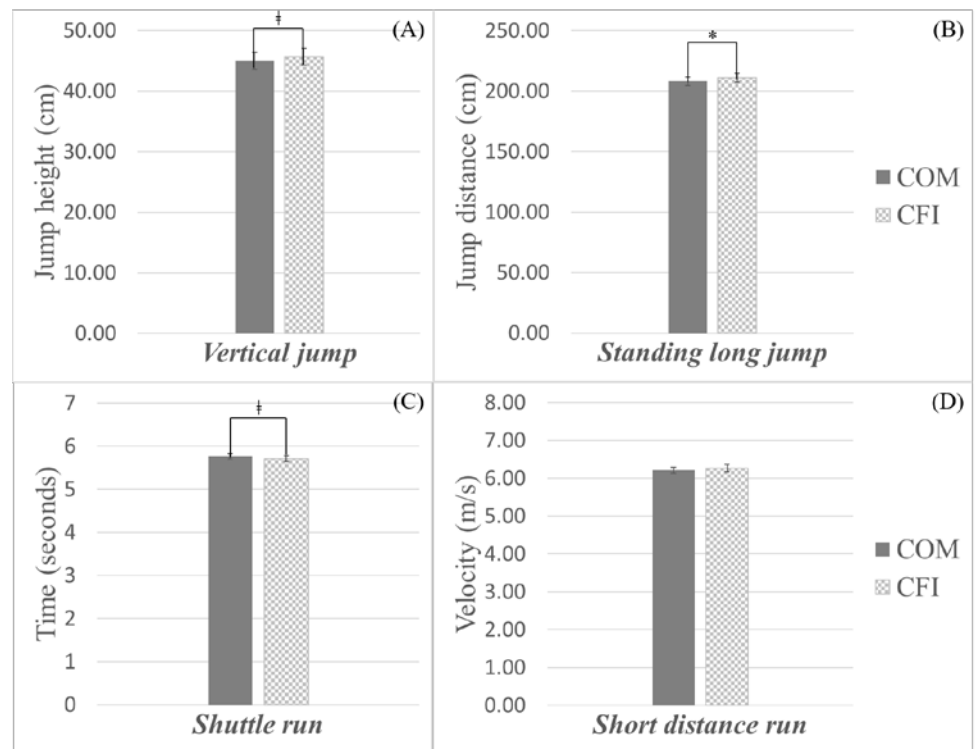 (A)
‡
50.00
40.00
30.00
20.00
10.00
0.00
Jump height (cm)
Vertical jump
(B)
*
250.00
200.00
150.00
100.00
50.00
0.00
Jump distance (cm)
Standing long jump
COM
CFI
(C)
‡
7
6
5
4
3
2
1
0
Time (seconds)
Shuttle run
(D)
8.00
7.00
6.00
5.00
4.00
3.00
2.00
1.00
0.00
Velocity (m/s)
Short distance run
COM
CFI